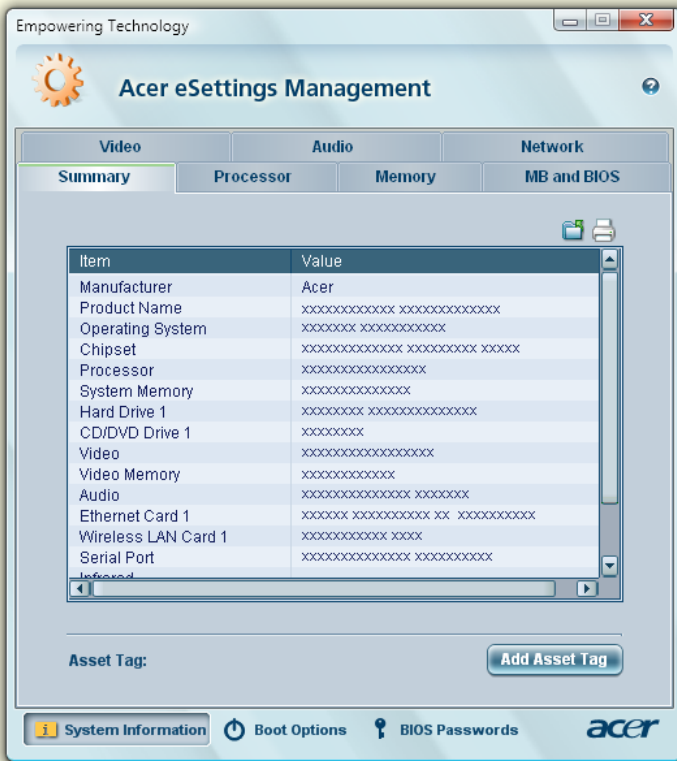 Empowering Technology
Acer eSettings Management
Video Audio Network
Summary Processor Memory MB and BIOS
Item Value
Manufacturer Acer
Product Name xxxxxxxxxxxx xxxxxxxxxxxxx
Operating System xxxxxxx xxxxxxxxxxx
Chipset xxxxxxxxxxxxx xxxxxxxxx xxxxx
Processor xxxxxxxxxxxxxxxx
System Memory xxxxxxxxxxxxxx
Hard Drive 1 xxxxxxxx xxxxxxxxxxxxxx
CD/DVD Drive 1 xxxxxxxx
Video xxxxxxxxxxxxxxxxx
Video Memory xxxxxxxxxxxx
Audio xxxxxxxxxxxxxx xxxxxxx
Ethernet Card 1 xxxxxx xxxxxxxxxx xx xxxxxxxxxx
Wireless LAN Card 1 xxxxxxxxxxx xxxx
Serial Port xxxxxxxxxxxxxx xxxxxxxxxx
Infrared
Asset Tag: Add Asset Tag
System Information Boot Options BIOS Passwords acer